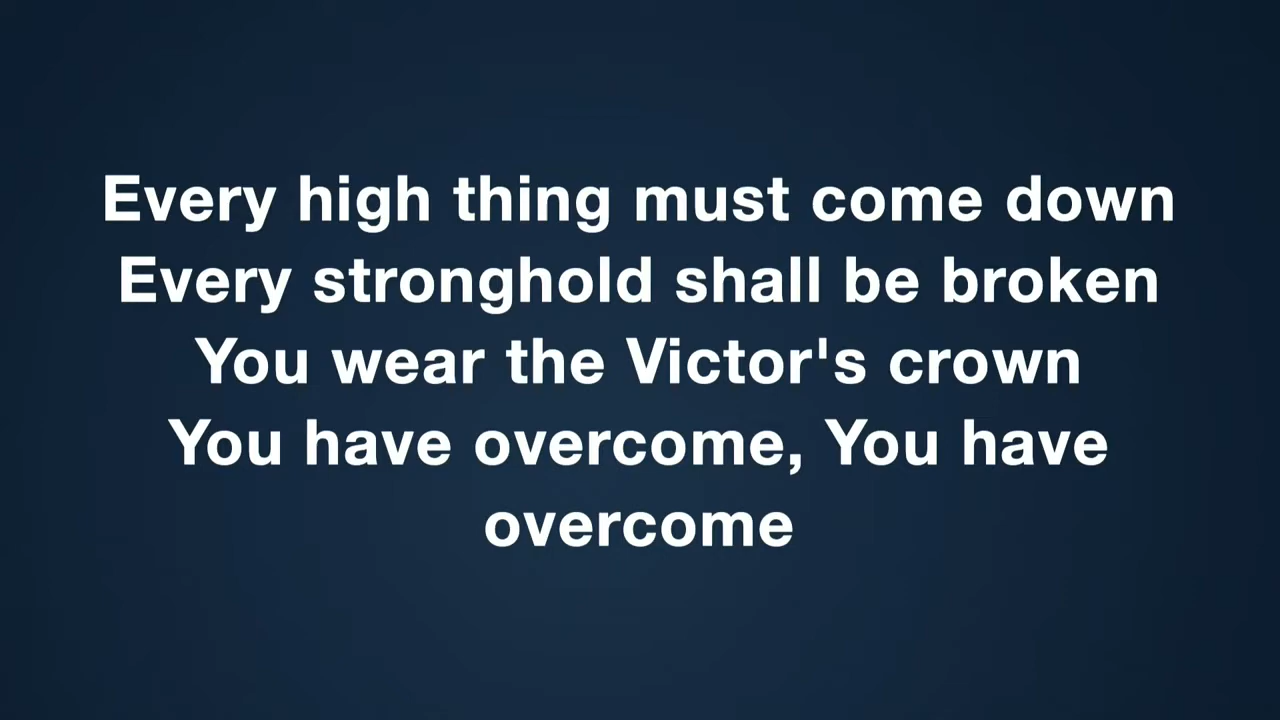 Every high thing must come down
Every stronghold shall be broken
You wear the Victor's crown
You have overcome, You have
overcome